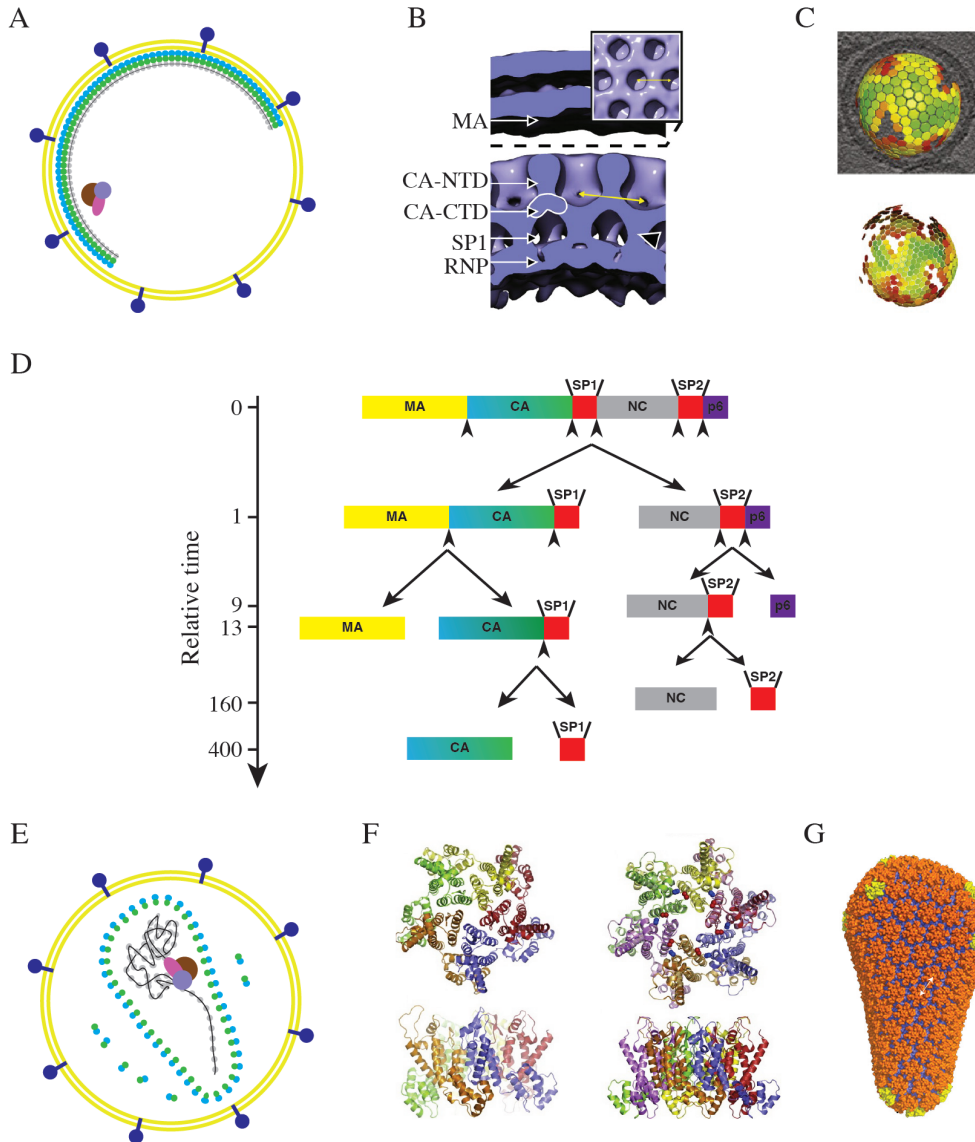 A
B
C
MA
CA-NTD
CA-CTD
SP1
RNP
D
Relative time
0
1
9
13
160
400
SP1 SP2
MA CA NC p6
SP1 SP2
MA CA NC p6
SP2
NC p6
SP1
MA CA
SP2
NC
SP1
CA
E
F
G